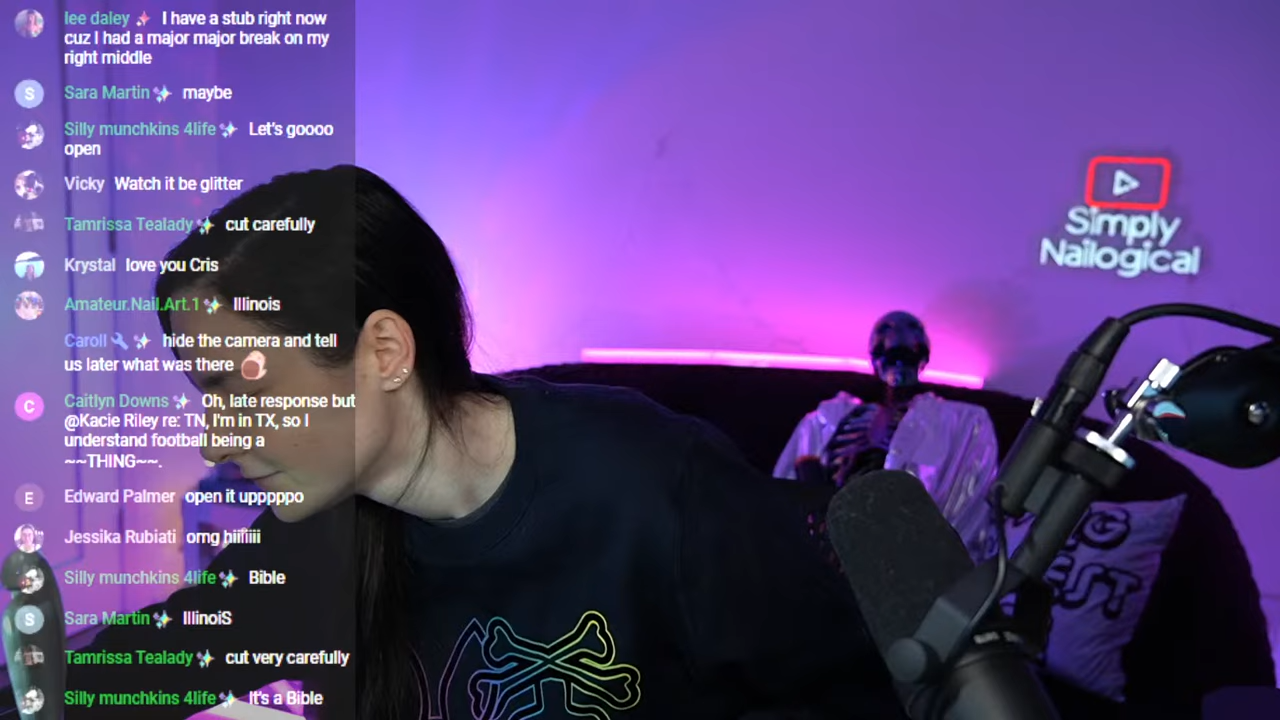 lee daley I have a stub right now
cuz I had a major major break on my
right middle
S
Sara Martin maybe
Silly munchkins 4life Let's goooo
open
Vicky Watch it be glitter
Tamrissa Tealady cut carefully
Krystal love you Cris
Amateur.Nail.Art.1 Illinois
Caroll hide the camera and tell
us later what was there
C
Caitlyn Downs Oh, late response but
@Kacie Riley re: TN, I'm in TX, so I
understand football being a
~~THING~~.
E
Edward Palmer open it upppppo
Jessika Rubiati omg hiifiiii
Silly munchkins 4life Bible
S
Sara Martin IllinoiS
Tamrissa Tealady cut very carefully
Silly munchkins 4life It's a Bible
Simply
Nailogical